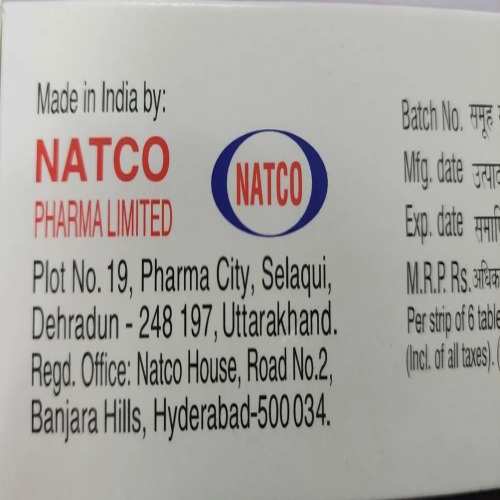 Made in India by:
NATCO
PHARMA LIMITED
NATCO
Plot No. 19, Pharma City, Selaqui,
Dehradun - 248 197, Uttarakhand.
Regd. Office: Natco House, Road No.2,
Banjara Hills, Hyderabad-500 034.
Batch No. समूह
Mfg. date
Exp. date
M.R.P. Rs.
Per strip of 6
(Incl. of all taxes).